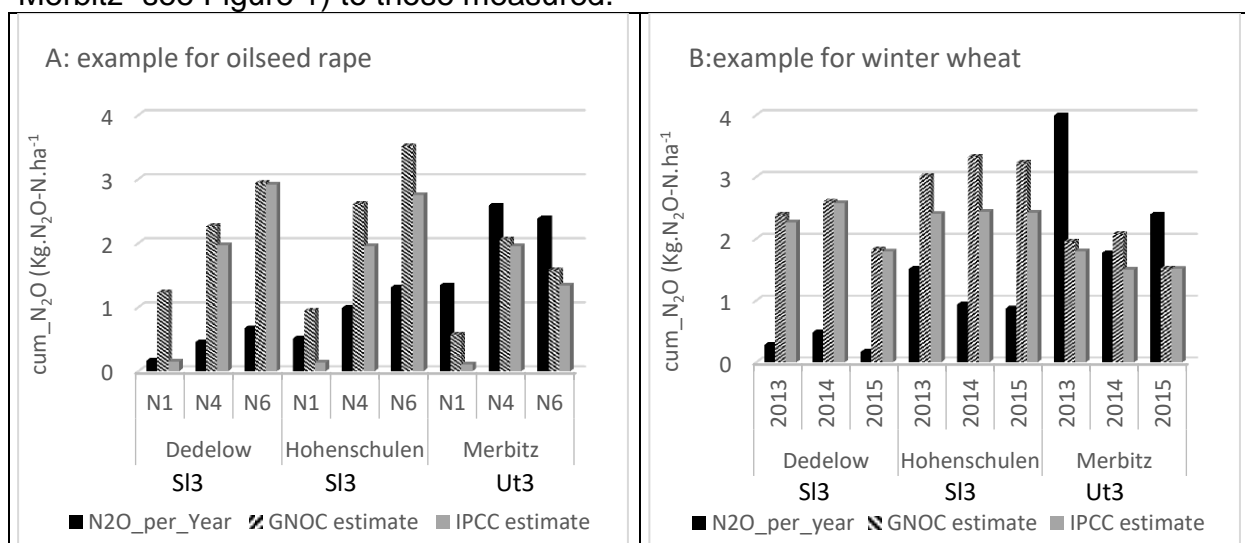 Merbitz- see Figure 1) to those measured.
A: example for oilseed rape
cum_N₂O (Kg.N₂O-N.ha⁻¹
4
3
2
1
0
N1 N4 N6 N1 N4 N6 N1 N4 N6
Dedelow Hohenschulen Merbitz
Sl3 Sl3 Ut3
N2O_per_Year GNOC estimate IPCC estimate
B:example for winter wheat
cum_N₂O (Kg.N₂O-N.ha⁻¹
4
3
2
1
0
2013 2014 2015 2013 2014 2015 2013 2014 2015
Dedelow Hohenschulen Merbitz
Sl3 Sl3 Ut3
N2O_per_year GNOC estimate IPCC estimate